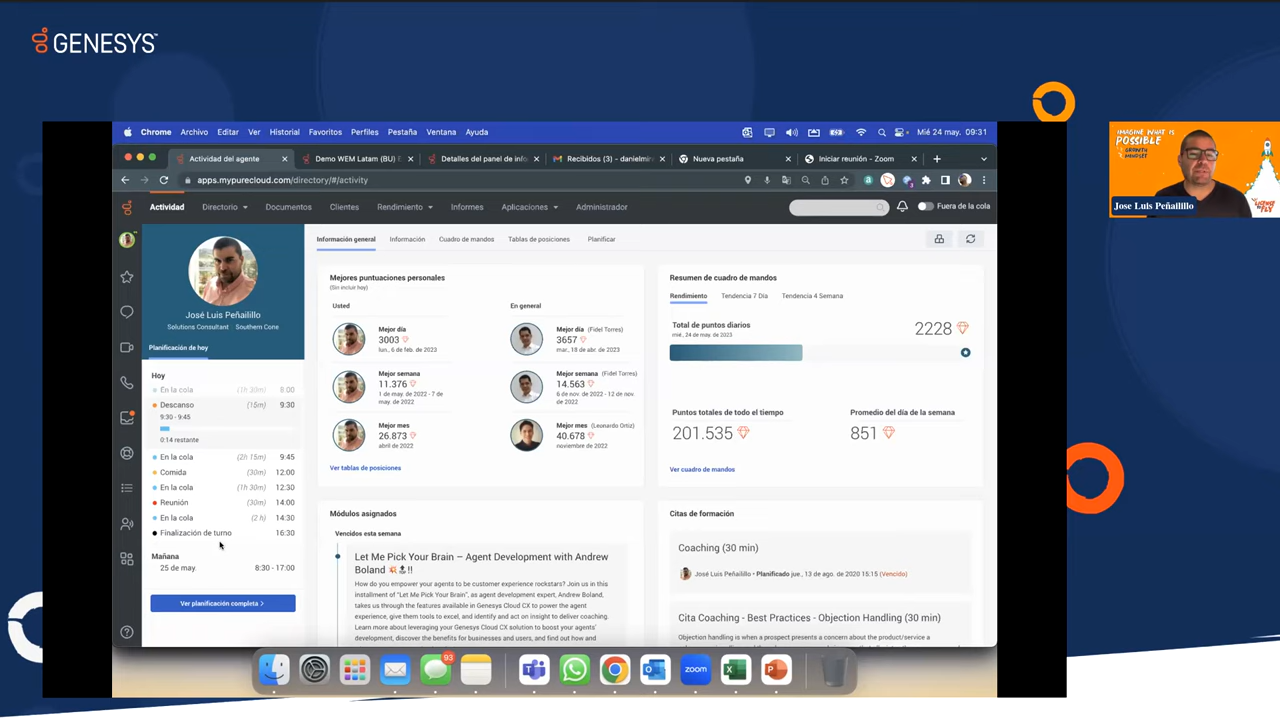 GENESYS™
Chrome Archivo Editar Ver Historial Favoritos Perfiles Pestaña Ventana Ayuda
Mié 24 may. 09:31
Actividad del agente
Demo WEM Latam (BU) R
Detalles del panel de info
Recibidos (3) - danielmir
Nueva pestaña
Iniciar reunión - Zoom
apps.mypurecloud.com/directory/#/activity
Actividad Directorio Documentos Clientes Rendimiento Informes Aplicaciones Administrador
Fuera de la cola
IMAGINE WHAT IS
POSSIBLE
GROWTH
MINDSET
Jose Luis Peñailillo
José Luis Peñailillo
Solutions Consultant Southern Cone
Planificación de hoy
Hoy
En la cola (1h 30m) 8:00
Descanso (15m) 9:30
9:30 - 9:45
0:14 restante
En la cola (2h 15m) 9:45
Comida (30m) 12:00
En la cola (1h 30m) 12:30
Reunión (30m) 14:00
En la cola (2 h) 14:30
Finalización de turno 16:30
Mañana
25 de may. 8:30 - 17:00
Ver planificación completa >
Información general Información Cuadro de mandos Tablas de posiciones Planificar
Mejores puntuaciones personales
(Sin incluir hoy)
Usted
Mejor día
3003
lun., 6 de feb. de 2023
Mejor semana
11.376
1 de may. de 2022 - 7 de
may. de 2022
Mejor mes
26.873
abril de 2022
En general
Mejor día (Fidel Torres)
3657
mar., 18 de abr. de 2023
Mejor semana (Fidel Torres)
14.563
6 de nov. de 2022 - 12 de nov.
de 2022
Mejor mes (Leonardo Ortiz)
40.678
noviembre de 2022
Ver tablas de posiciones
Resumen de cuadro de mandos
Rendimiento Tendencia 7 Día Tendencia 4 Semana
Total de puntos diarios
mié., 24 de may. de 2023
2228
Puntos totales de todo el tiempo
201.535
Promedio del día de la semana
851
Ver cuadro de mandos
Módulos asignados
Vencidos esta semana
Let Me Pick Your Brain – Agent Development with Andrew
Boland 💥🎓!!
How do you empower your agents to be customer experience rockstars? Join us in this
installment of "Let Me Pick Your Brain", as agent development expert, Andrew Boland,
takes us through the features available in Genesys Cloud CX to power the agent
experience, give them tools to excel, and identify and act on insight to deliver coaching.
Learn more about leveraging your Genesys Cloud CX solution to boost your agents'
development, discover the benefits for businesses and users, and find out how and
Citas de formación
Coaching (30 min)
José Luis Peñailillo • Planificado jue., 13 de ago. de 2020 15:15 (Vencido)
Cita Coaching - Best Practices - Objection Handling (30 min)
Objection handling is when a prospect presents a concern about the product/service a
93
zoom